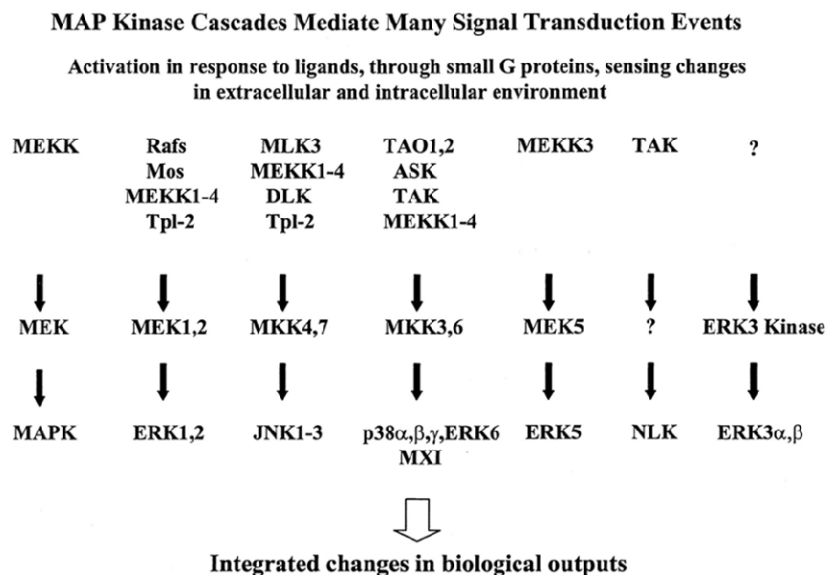 MAP Kinase Cascades Mediate Many Signal Transduction Events
Activation in response to ligands, through small G proteins, sensing changes
in extracellular and intracellular environment
MEKK Rafs MLK3 TAO1,2 MEKK3 TAK ?
Mos MEKK1-4 ASK
MEKK1-4 DLK TAK
Tpl-2 Tpl-2 MEKK1-4
MEK MEK1,2 MKK4,7 MKK3,6 MEK5 ? ERK3 Kinase
MAPK ERK1,2 JNK1-3 p38α,β,γ,ERK6 ERK5 NLK ERK3α,β
MXI
Integrated changes in biological outputs